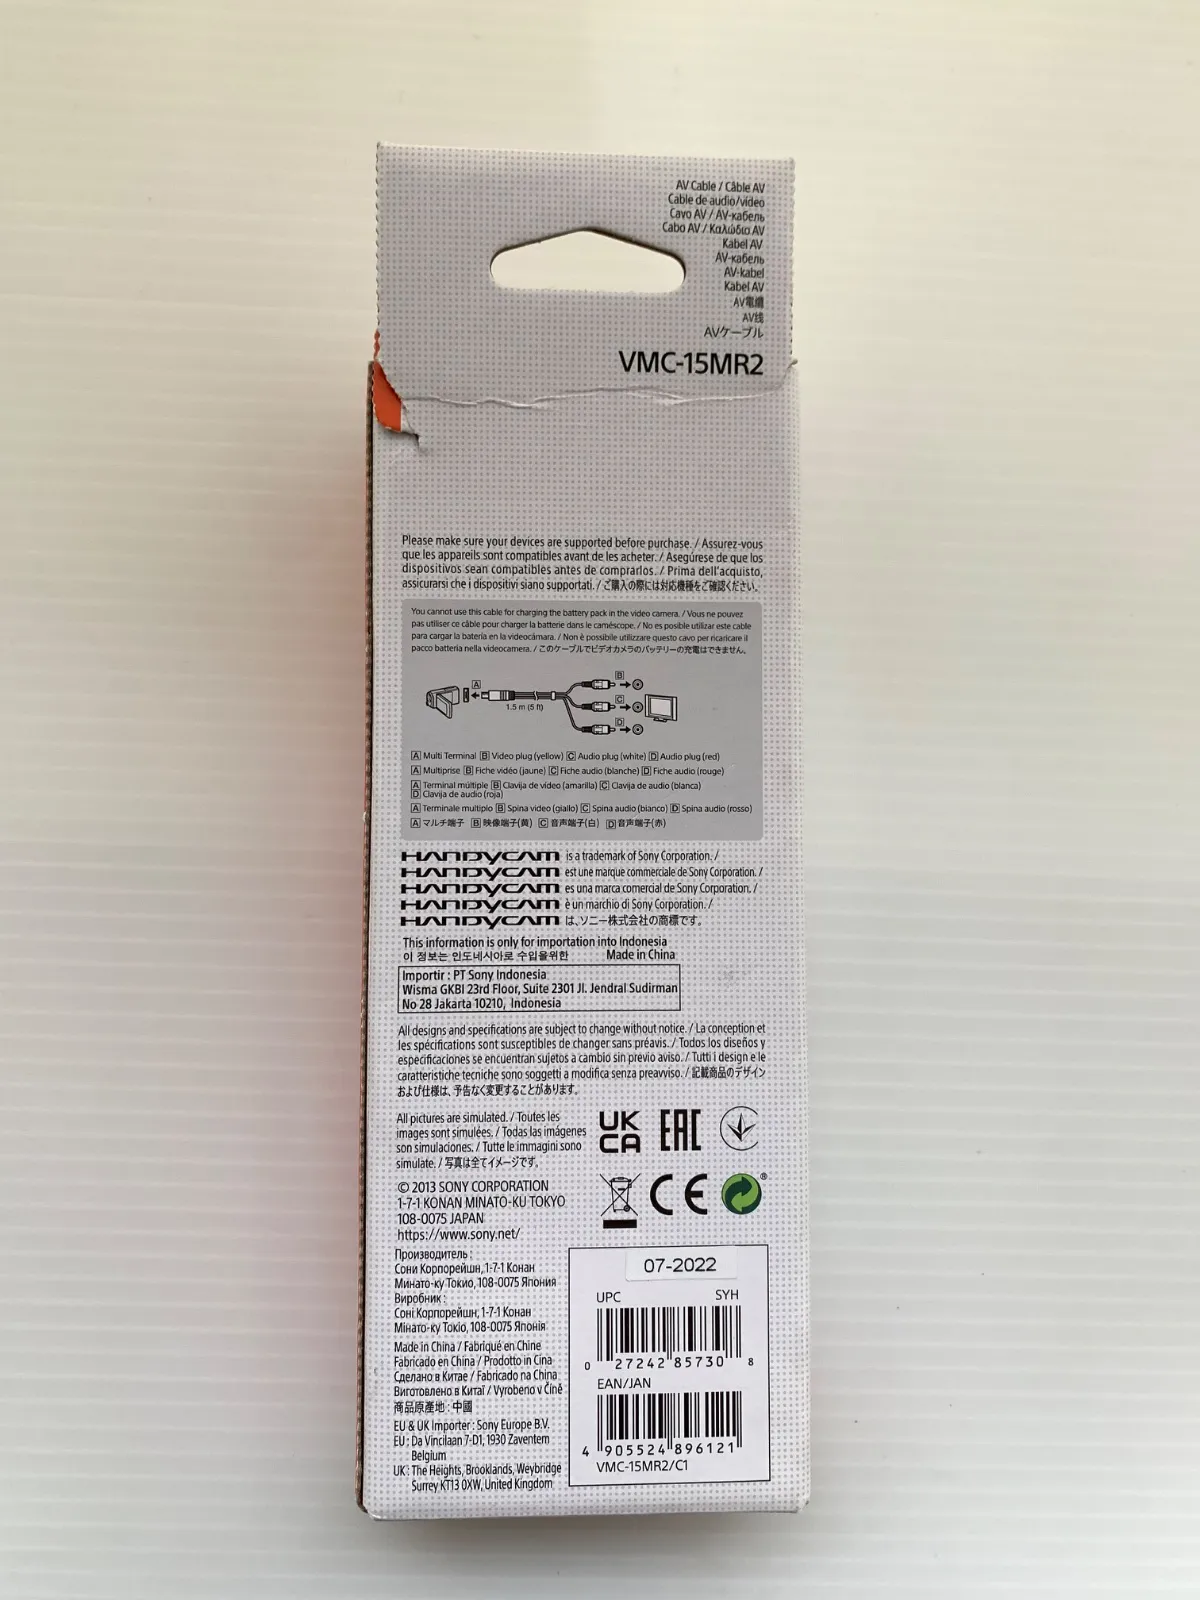 AV Cable / Câble AV
Cable de audio/video
Cavo AV / AV-кабель
Cabo AV / Καλώδιο AV
Kabel AV
AV-кабель
AV-kabel
Kabel AV
AV電纜
AV线
AVケーブル
VMC-15MR2
Please make sure your devices are supported before purchase. / Assurez-vous
que les appareils sont compatibles avant de les acheter. / Asegúrese de que los
dispositivos sean compatibles antes de comprarlos. / Prima dell'acquisto,
assicurarsi che i dispositivi siano supportati. / ご購入の際には対応機種をご確認ください。
You cannot use this cable for charging the battery pack in the video camera. / Vous ne pouvez
pas utiliser ce câble pour charger la batterie dans le caméscope. / No es posible utilizar este cable
para cargar la batería en la videocámara. / Non è possibile utilizzare questo cavo per ricaricare il
pacco batteria nella videocamera. / このケーブルでビデオカメラのバッテリーの充電はできません。
A
B
C
D
1.5 m (5 ft)
A Multi Terminal B Video plug (yellow) C Audio plug (white) D Audio plug (red)
A Multiprise B Fiche vidéo (jaune) C Fiche audio (blanche) D Fiche audio (rouge)
A Terminal múltiple B Clavija de vídeo (amarilla) C Clavija de audio (blanca)
D Clavija de audio (roja)
A Terminale multiplo B Spina video (giallo) C Spina audio (bianco) D Spina audio (rosso)
A マルチ端子 B 映像端子(黄) C 音声端子(白) D 音声端子(赤)
HANDYCAM is a trademark of Sony Corporation. /
HANDYCAM est une marque commerciale de Sony Corporation. /
HANDYCAM es una marca comercial de Sony Corporation. /
HANDYCAM è un marchio di Sony Corporation. /
HANDYCAM は、ソニー株式会社の商標です。
This information is only for importation into Indonesia
이 정보는 인도네시아로 수입을위한 Made in China
Importir : PT Sony Indonesia
Wisma GKBI 23rd Floor, Suite 2301 Jl. Jendral Sudirman
No 28 Jakarta 10210, Indonesia
All designs and specifications are subject to change without notice. / La conception et
les spécifications sont susceptibles de changer sans préavis. / Todos los diseños y
especificaciones se encuentran sujetos a cambio sin previo aviso. / Tutti i design e le
caratteristiche tecniche sono soggetti a modifica senza preavviso. / 記載商品のデザイン
および仕様は、予告なく変更することがあります。
All pictures are simulated. / Toutes les
images sont simulées. / Todas las imágenes
son simulaciones. / Tutte le immagini sono
simulate. / 写真は全てイメージです。
UK
CA
EAC
CE
®
© 2013 SONY CORPORATION
1-7-1 KONAN MINATO-KU TOKYO
108-0075 JAPAN
https://www.sony.net/
Производитель :
Сони Корпорейшн, 1-7-1 Конан
Минато-ку Токио, 108-0075 Япония
Виробник :
Соні Корпорейшн, 1-7-1 Конан
Мінато-ку Токіо, 108-0075 Японія
Made in China / Fabriqué en Chine
Fabricado en China / Prodotto in Cina
Сделано в Китае / Fabricado na China
Виготовлено в Китаї / Vyrobeno v Číně
商品原產地 : 中國
EU & UK Importer : Sony Europe B.V.
EU : Da Vincilaan 7-D1, 1930 Zaventem
Belgium
UK : The Heights, Brooklands, Weybridge
Surrey KT13 0XW, United Kingdom
07-2022
UPC SYH
0 27242 85730 8
EAN/JAN
4 905524 896121
VMC-15MR2/C1